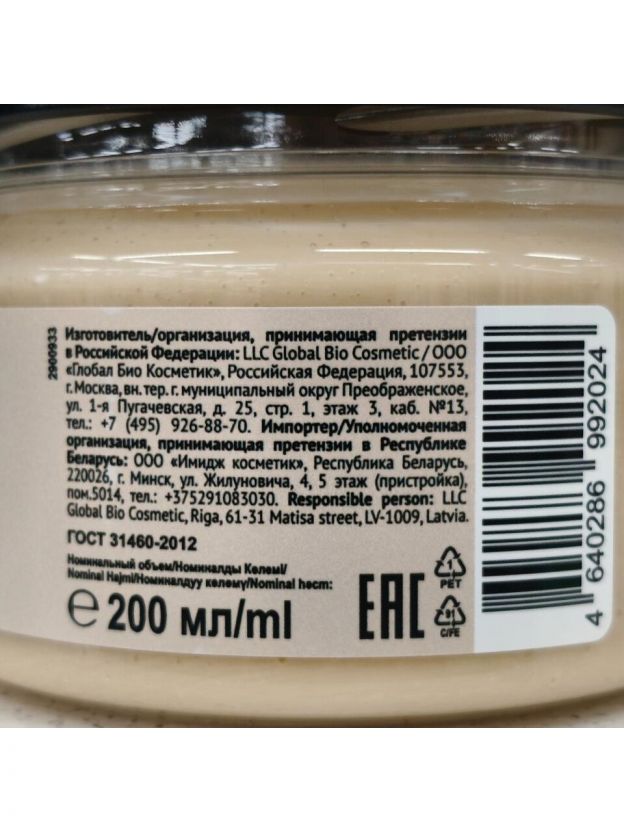 Изготовитель/организация, принимающая претензии
в Российской Федерации: LLC Global Bio Cosmetic / ООО
«Глобал Био Косметик», Российская Федерация, 107553,
г. Москва, вн. тер. г. муниципальный округ Преображенское,
ул. 1-я Пугачевская, д. 25, стр. 1, этаж 3, каб. №13,
тел.: +7 (495) 926-88-70. Импортер/Уполномоченная
организация, принимающая претензии в Республике
Беларусь: ООО «Имидж косметик», Республика Беларусь,
220026, г. Минск, ул. Жилуновича, 4, 5 этаж (пристройка),
пом.5014, тел.: +375291083030. Responsible person: LLC
Global Bio Cosmetic, Riga, 61-31 Matisa street, LV-1009, Latvia.
ГОСТ 31460-2012
Номинальный объем/Номиналды Көлемі/
Nominal Hajmi/Номиналдуу көлөмү/Nominal həcm:
℮ 200 мл/ml
EAC
1
PET
91
C/FE
2900933
4 640286 992024